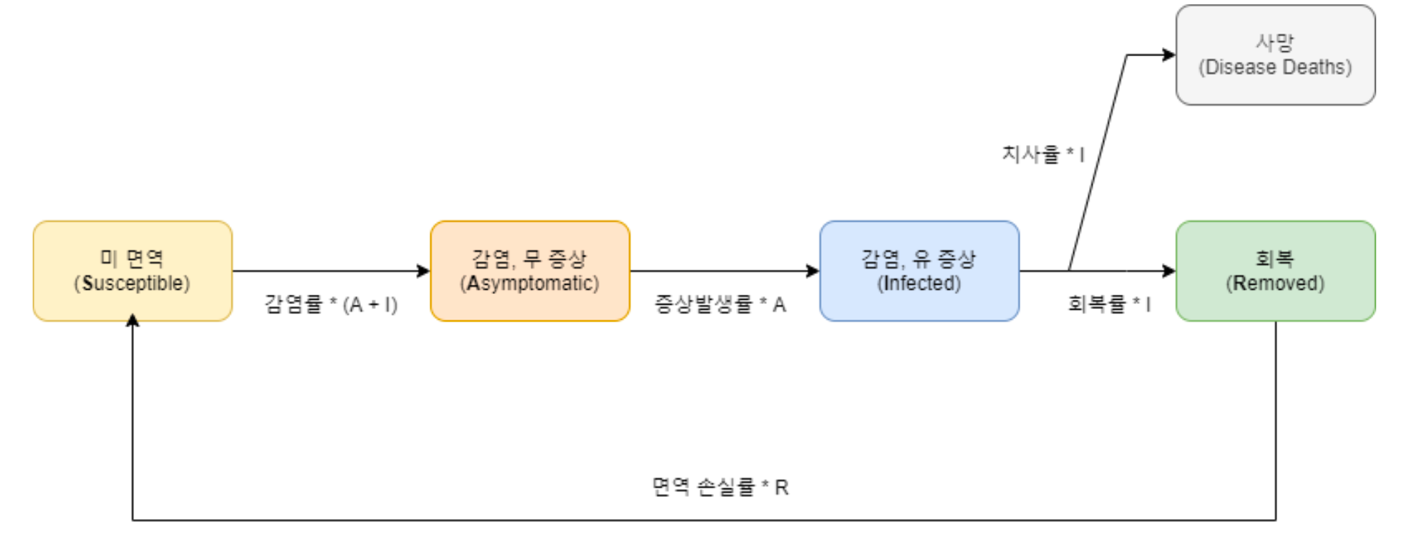 사망
(Disease Deaths)
치사율 * I
미 면역
(Susceptible)
감염률 * (A + I)
감염, 무 증상
(Asymptomatic)
증상발생률 * A
감염, 유 증상
(Infected)
회복률 * I
회복
(Removed)
면역 손실률 * R